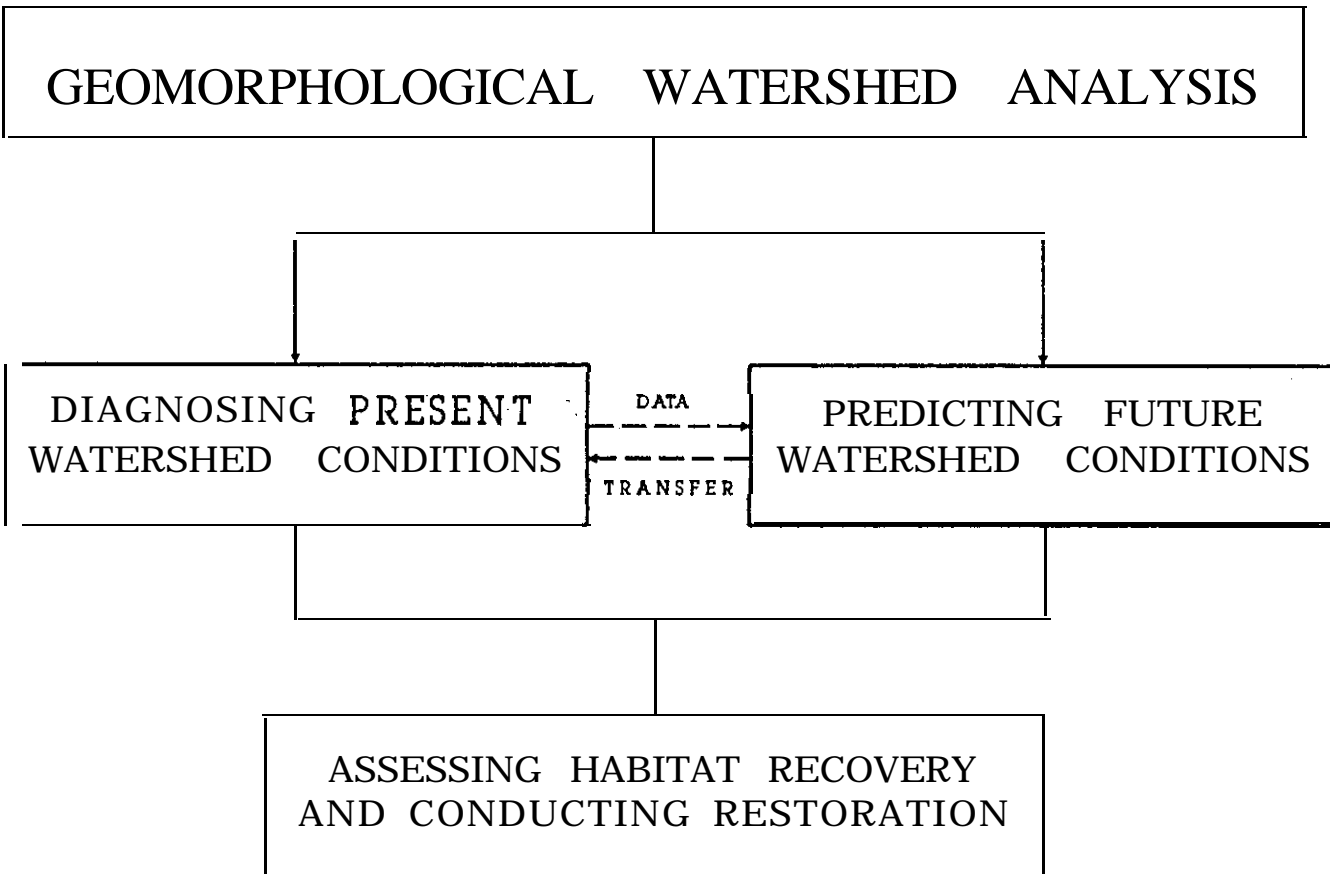 GEOMORPHOLOGICAL WATERSHED ANALYSIS
DIAGNOSING PRESENT
WATERSHED CONDITIONS
DATA
TRANSFER
PREDICTING FUTURE
WATERSHED CONDITIONS
ASSESSING HABITAT RECOVERY
AND CONDUCTING RESTORATION